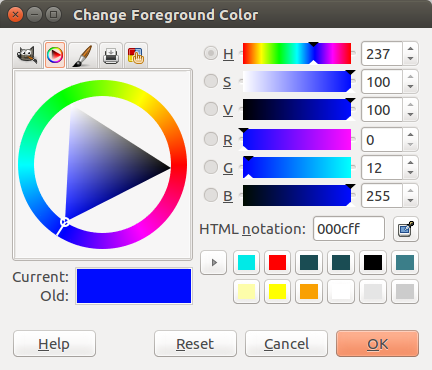 Change Foreground Color
H 237
S 100
V 100
R 0
G 12
B 255
HTML notation: 000cff
Current:
Old:
Help Reset Cancel OK